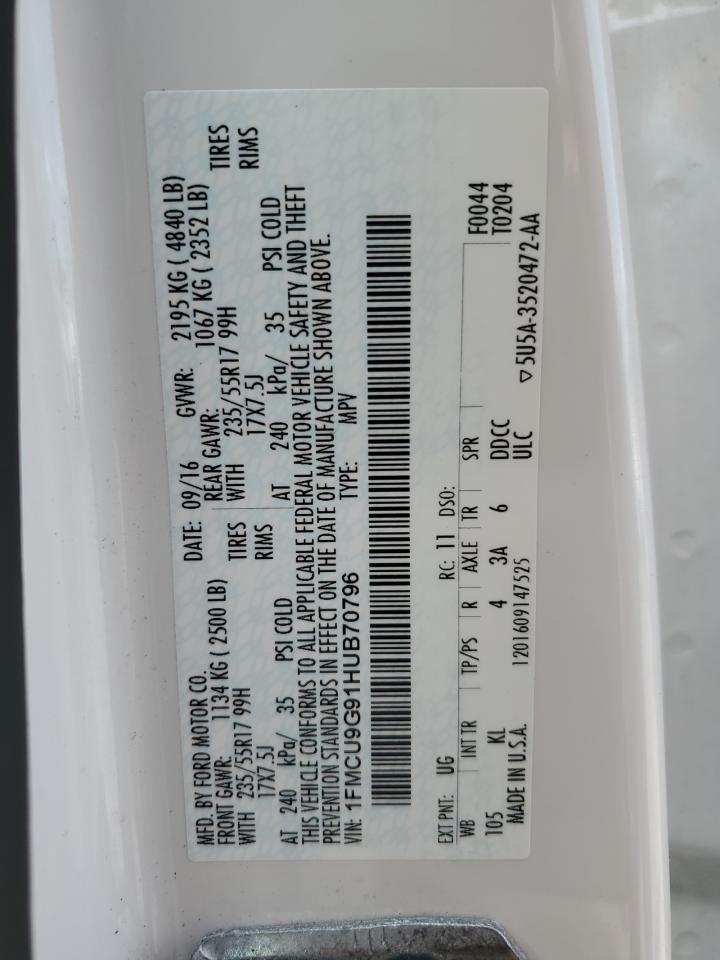 MFD. BY FORD MOTOR CO. DATE: 09/16 GVWR: 2195 KG ( 4840 LB)
FRONT GAWR: 1134 KG ( 2500 LB) REAR GAWR: 1067 KG ( 2352 LB)
WITH 235/55R17 99H TIRES WITH 235/55R17 99H TIRES
17X7.5J RIMS 17X7.5J RIMS
AT 240 kPa/ 35 PSI COLD AT 240 kPa/ 35 PSI COLD
THIS VEHICLE CONFORMS TO ALL APPLICABLE FEDERAL MOTOR VEHICLE SAFETY AND THEFT
PREVENTION STANDARDS IN EFFECT ON THE DATE OF MANUFACTURE SHOWN ABOVE.
VIN: 1FMCU9G91HUB70796 TYPE: MPV
EXT PNT: UG RC: 11 DSO: F0044
WB INT TR TP/PS R AXLE TR SPR T0204
105 KL 4 3A 6 DDCC
MADE IN U.S.A. 1201609147525 ULC ▽ 5U5A-3520472-AA